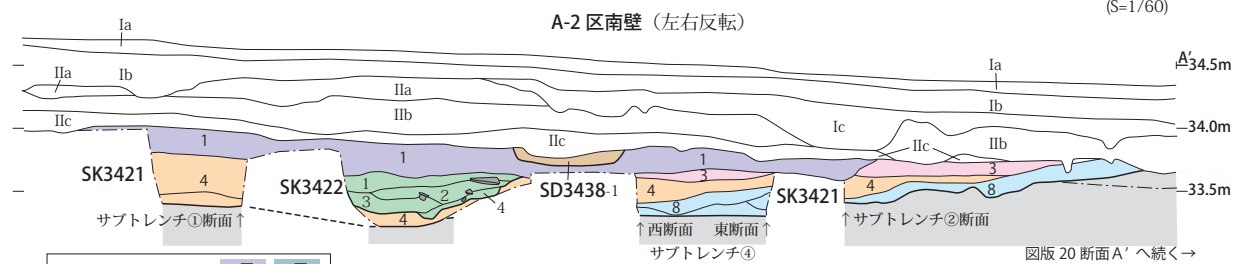 (S=1/60)
A-2 区南壁（左右反転）
Ia
A′
34.5m
IIa
Ib
IIa
Ia
Ib
IIc
IIb
IIc
Ic
IIc
IIb
34.0m
1
1
1
3
3
SK3421
4
SK3422
1
2
3
4
4
SD3438-1
4
8
SK3421
4
8
33.5m
サブトレンチ①断面↑
↑西断面
東断面↑
サブトレンチ④
↑サブトレンチ②断面
図版 20 断面A′へ続く→